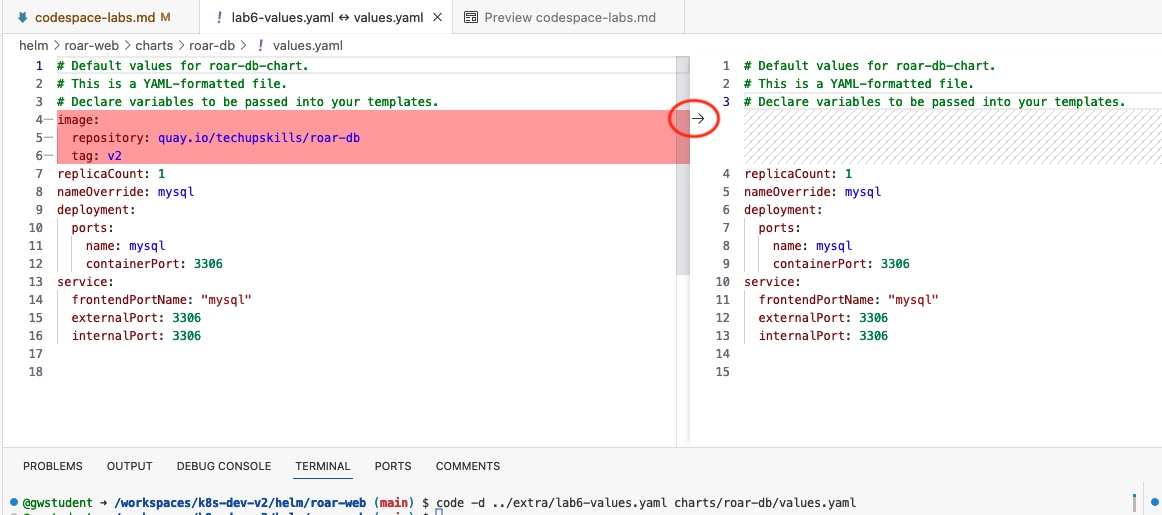 codespace-labs.md M
! lab6-values.yaml ↔ values.yaml ×
Preview codespace-labs.md
helm > roar-web > charts > roar-db > ! values.yaml
1 # Default values for roar-db-chart.
2 # This is a YAML-formatted file.
3 # Declare variables to be passed into your templates.
4— image:
5—   repository: quay.io/techupskills/roar-db
6—   tag: v2
7 replicaCount: 1
8 nameOverride: mysql
9 deployment:
10   ports:
11     name: mysql
12     containerPort: 3306
13 service:
14   frontendPortName: "mysql"
15   externalPort: 3306
16   internalPort: 3306
17
18
→
1 # Default values for roar-db-chart.
2 # This is a YAML-formatted file.
3 # Declare variables to be passed into your templates.
4 replicaCount: 1
5 nameOverride: mysql
6 deployment:
7   ports:
8     name: mysql
9     containerPort: 3306
10 service:
11   frontendPortName: "mysql"
12   externalPort: 3306
13   internalPort: 3306
14
15
PROBLEMS OUTPUT DEBUG CONSOLE TERMINAL PORTS COMMENTS
@gwstudent → /workspaces/k8s-dev-v2/helm/roar-web (main) $ code -d ../extra/lab6-values.yaml charts/roar-db/values.yaml